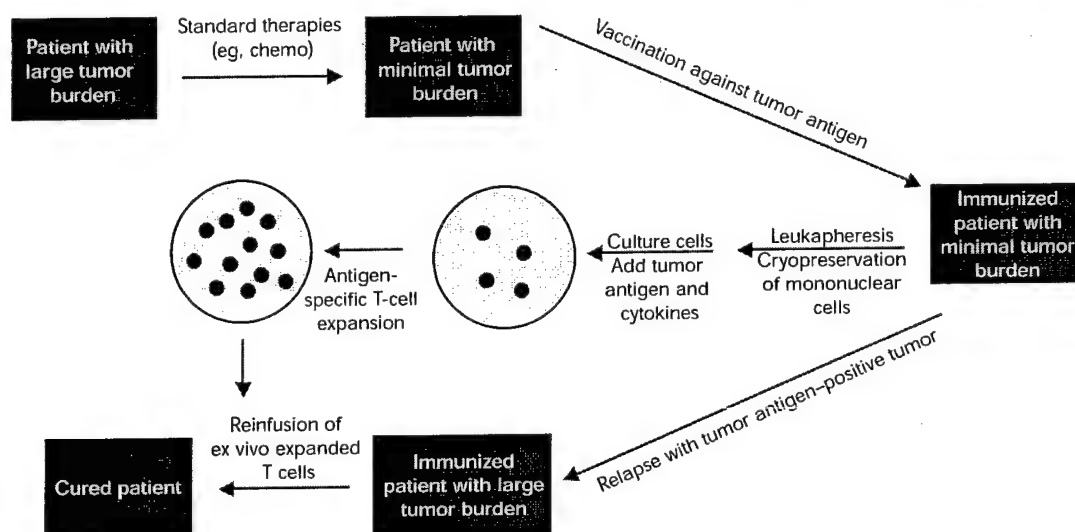 Patient with
large tumor
burden
Standard therapies
(eg, chemo)
Patient with
minimal tumor
burden
Vaccination against tumor antigen
Immunized
patient with
minimal tumor
burden
Leukapheresis
Cryopreservation
of mononuclear
cells
Culture cells
Add tumor
antigen and
cytokines
Antigen-
specific T-cell
expansion
Relapse with tumor antigen–positive tumor
Immunized
patient with large
tumor burden
Reinfusion of
ex vivo expanded
T cells
Cured patient